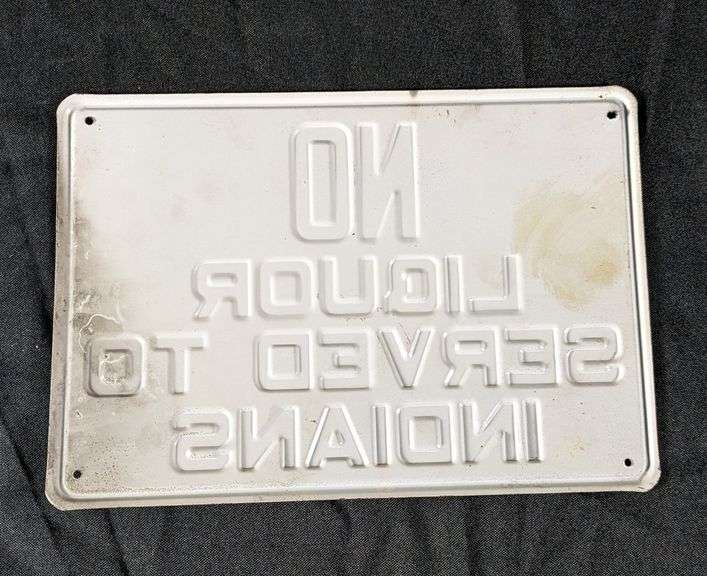 NO
LIQUOR
SERVED TO
INDIANS